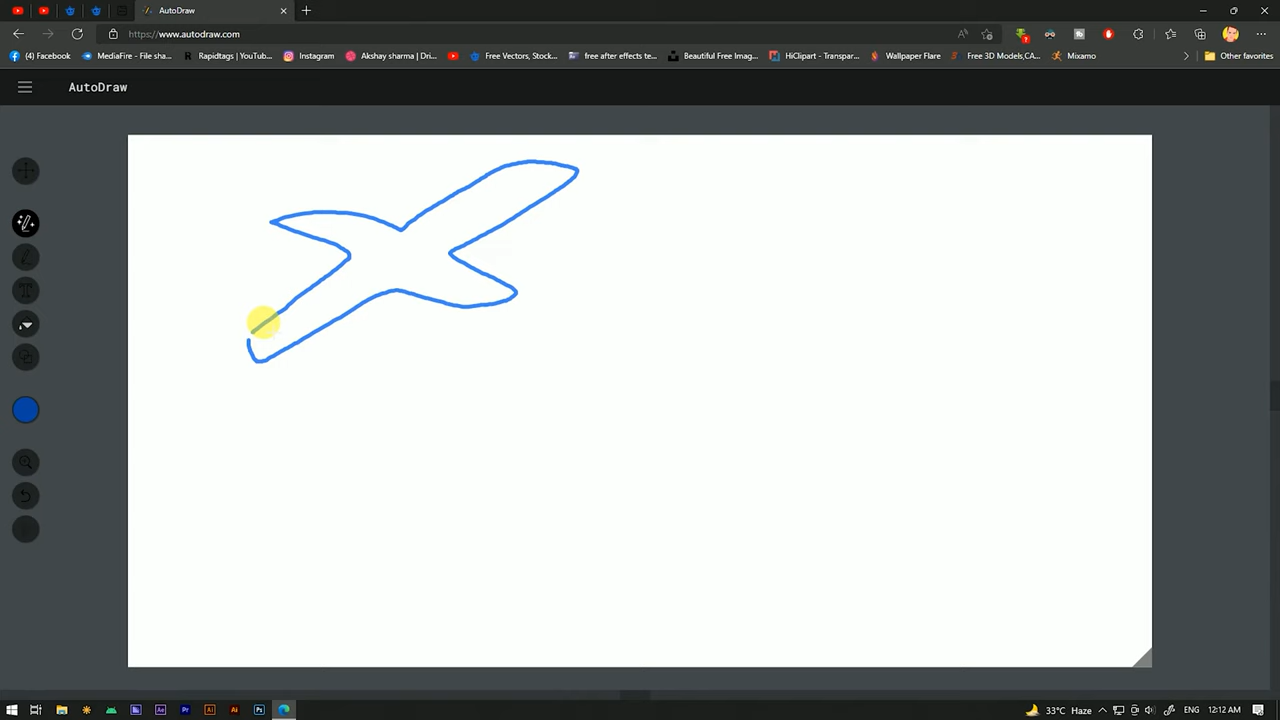 AutoDraw
https://www.autodraw.com
(4) Facebook
MediaFire - File sha...
Rapidtags | YouTub...
Instagram
Akshay sharma | Dri...
Free Vectors, Stock...
free after effects te...
Beautiful Free Imag...
HiClipart - Transpar...
Wallpaper Flare
Free 3D Models,CA...
Mixamo
Other favorites
AutoDraw
33°C Haze
ENG
12:12 AM